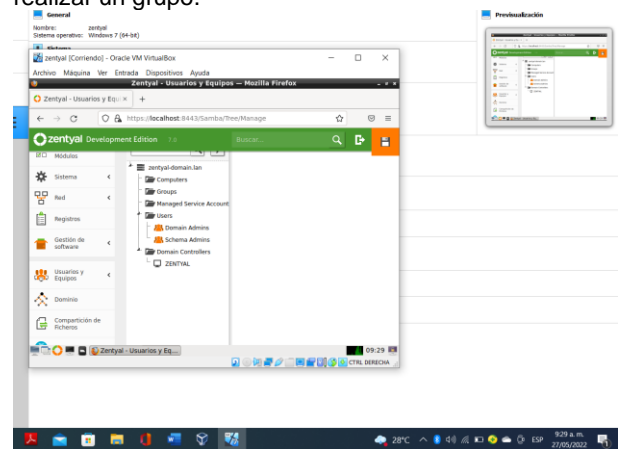 realizar un grupo.
General
Nombre: zentyal
Sistema operativo: Windows 7 (64-bit)
Sistema
Previsualización
zentyal [Corriendo] - Oracle VM VirtualBox
Archivo Máquina Ver Entrada Dispositivos Ayuda
Zentyal - Usuarios y Equipos — Mozilla Firefox
Zentyal - Usuarios y Equ
https://localhost:8443/Samba/Tree/Manage
zentyal Development Edition 7.0
Buscar...
Módulos
Sistema
Red
Registros
Gestión de
software
Usuarios y
Equipos
Dominio
Compartición de
Ficheros
zentyal-domain.lan
Computers
Groups
Managed Service Account
Users
Domain Admins
Schema Admins
Domain Controllers
ZENTYAL
Zentyal - Usuarios y Eq...
09:29
CTRL DERECHA
28°C
ESP
9:29 a. m.
27/05/2022